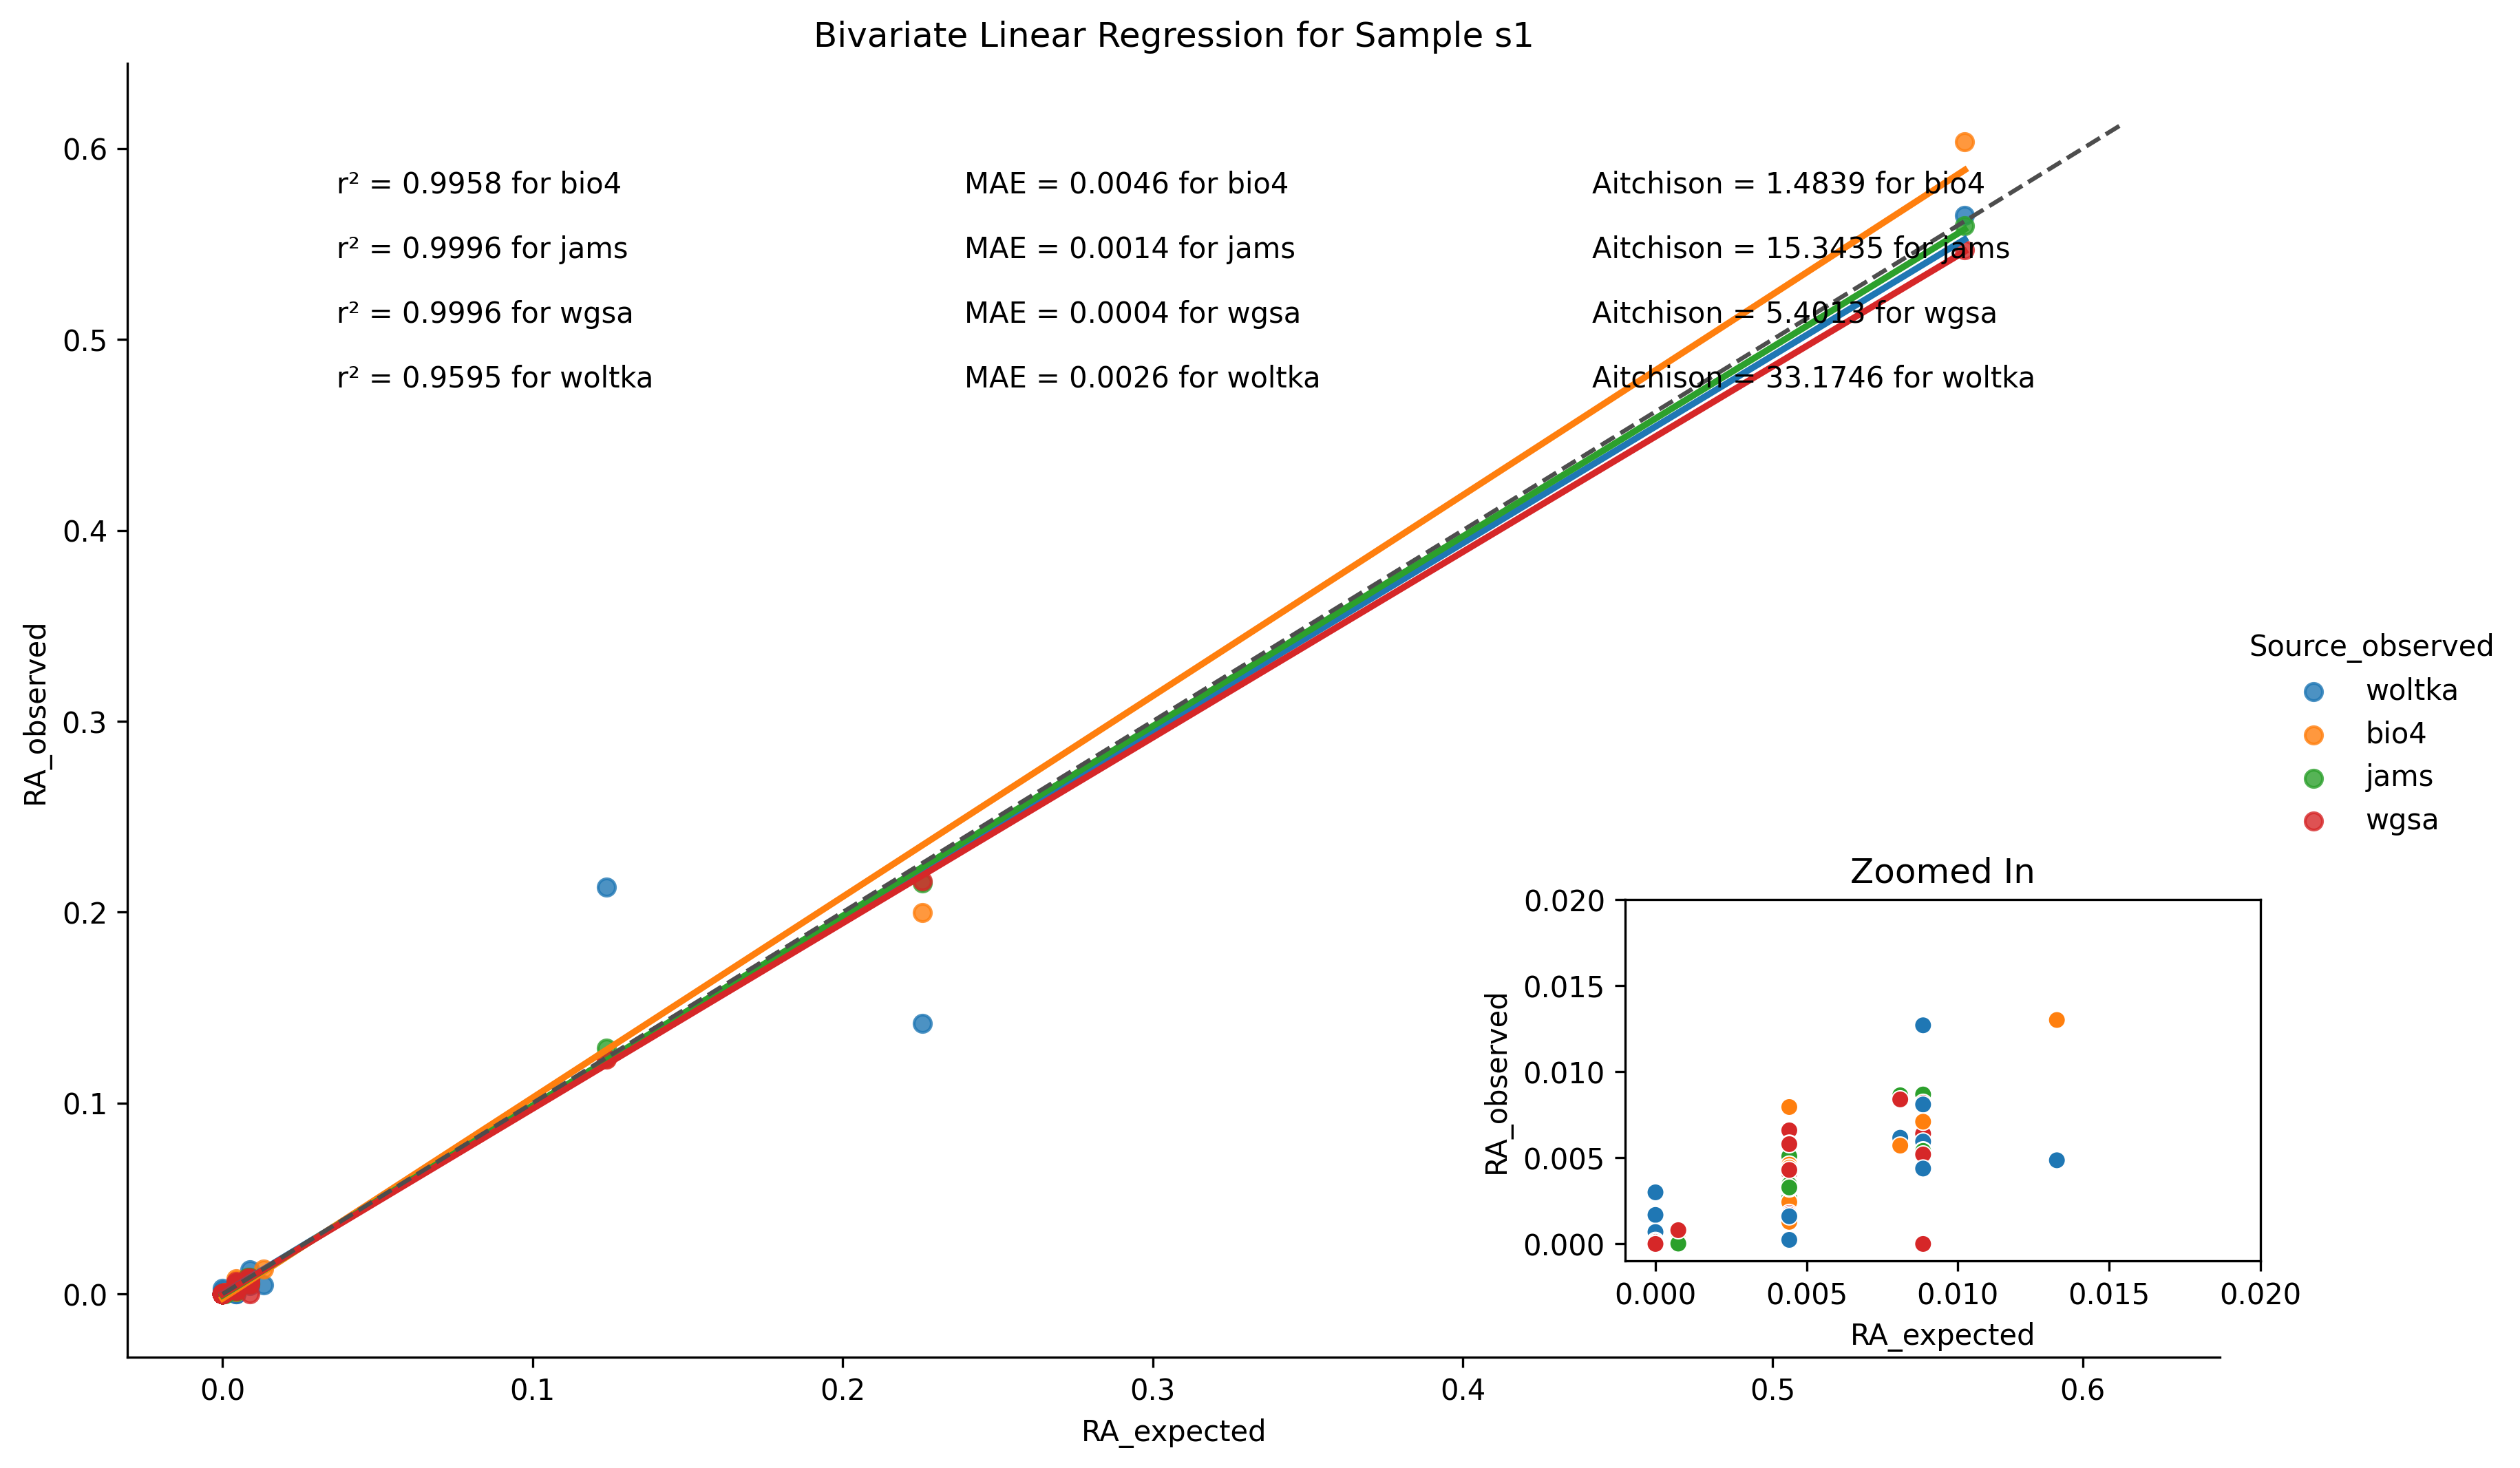 Bivariate Linear Regression for Sample s1
r² = 0.9958 for bio4
r² = 0.9996 for jams
r² = 0.9996 for wgsa
r² = 0.9595 for woltka
MAE = 0.0046 for bio4
MAE = 0.0014 for jams
MAE = 0.0004 for wgsa
MAE = 0.0026 for woltka
Aitchison = 1.4839 for bio4
Aitchison = 15.3435 for jams
Aitchison = 5.4013 for wgsa
Aitchison = 33.1746 for woltka
RA_observed
0.6
0.5
0.4
0.3
0.2
0.1
0.0
0.0 0.1 0.2 0.3 0.4 0.5 0.6
RA_expected
Source_observed
woltka
bio4
jams
wgsa
Zoomed In
RA_observed
0.020
0.015
0.010
0.005
0.000
0.000 0.005 0.010 0.015 0.020
RA_expected